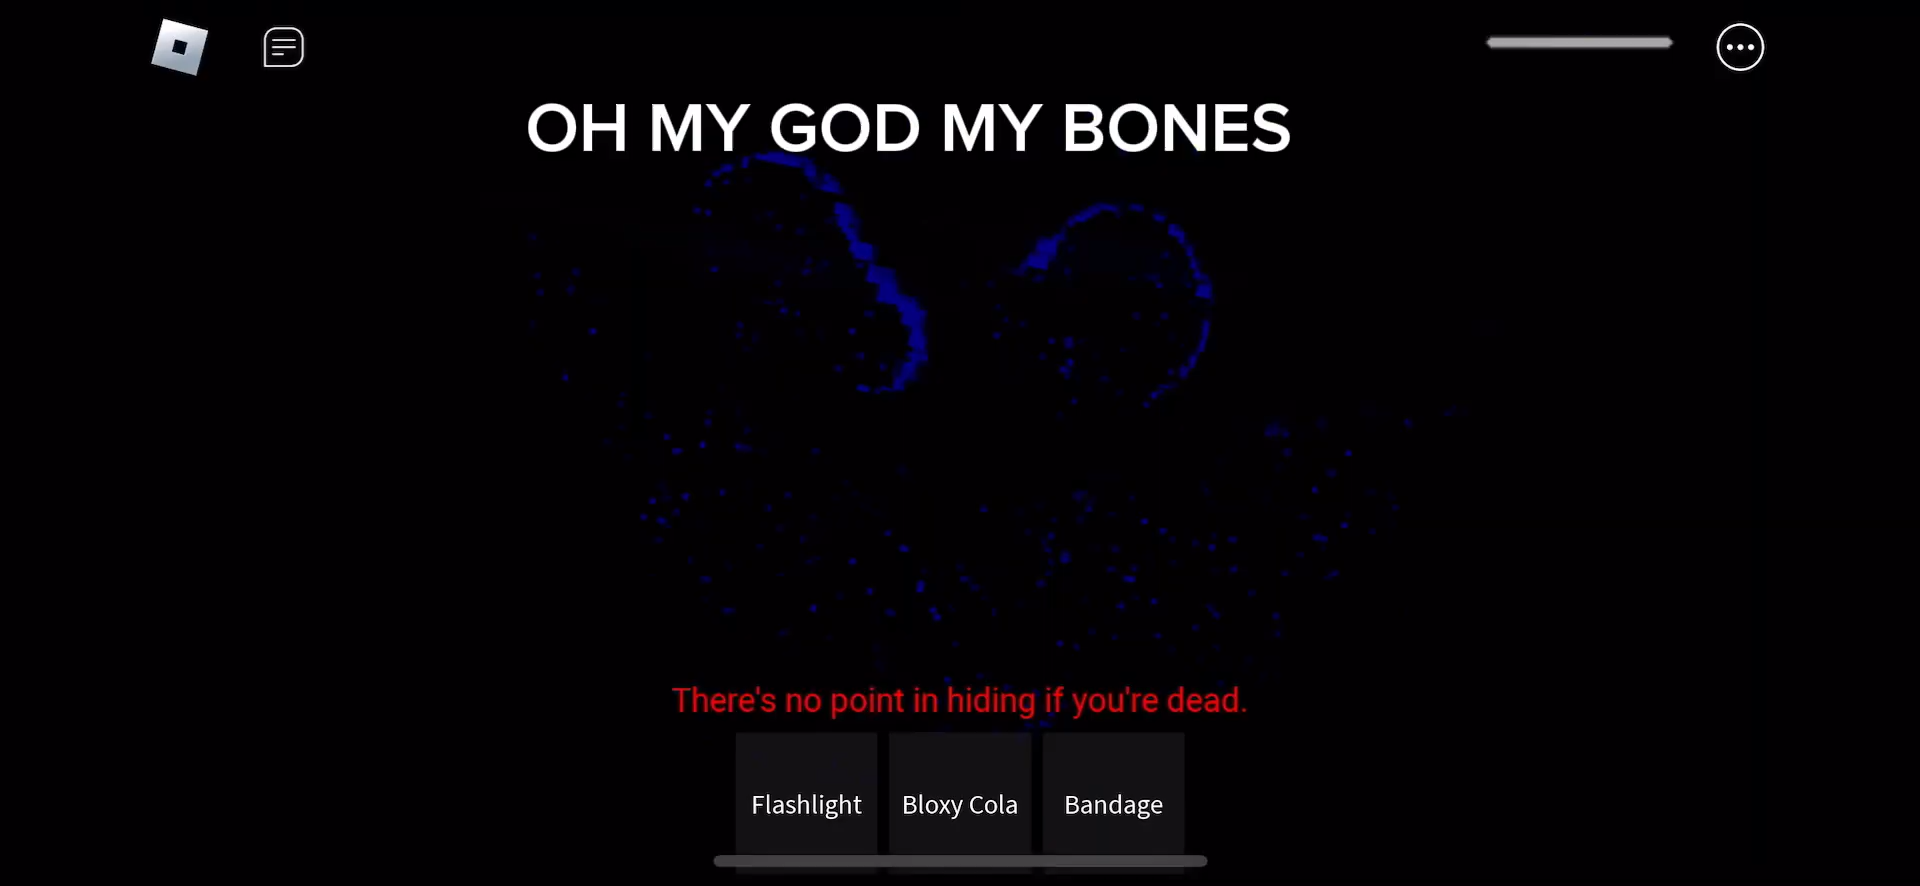 OH MY GOD MY BONES
There's no point in hiding if you're dead.
Flashlight
Bloxy Cola
Bandage